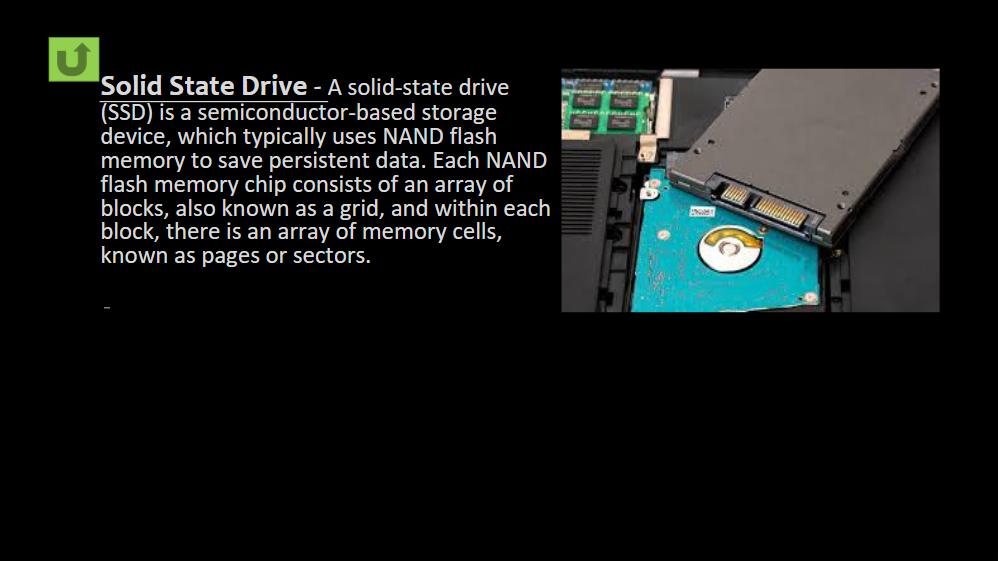 Solid State Drive - A solid-state drive
(SSD) is a semiconductor-based storage
device, which typically uses NAND flash
memory to save persistent data. Each NAND
flash memory chip consists of an array of
blocks, also known as a grid, and within each
block, there is an array of memory cells,
known as pages or sectors.